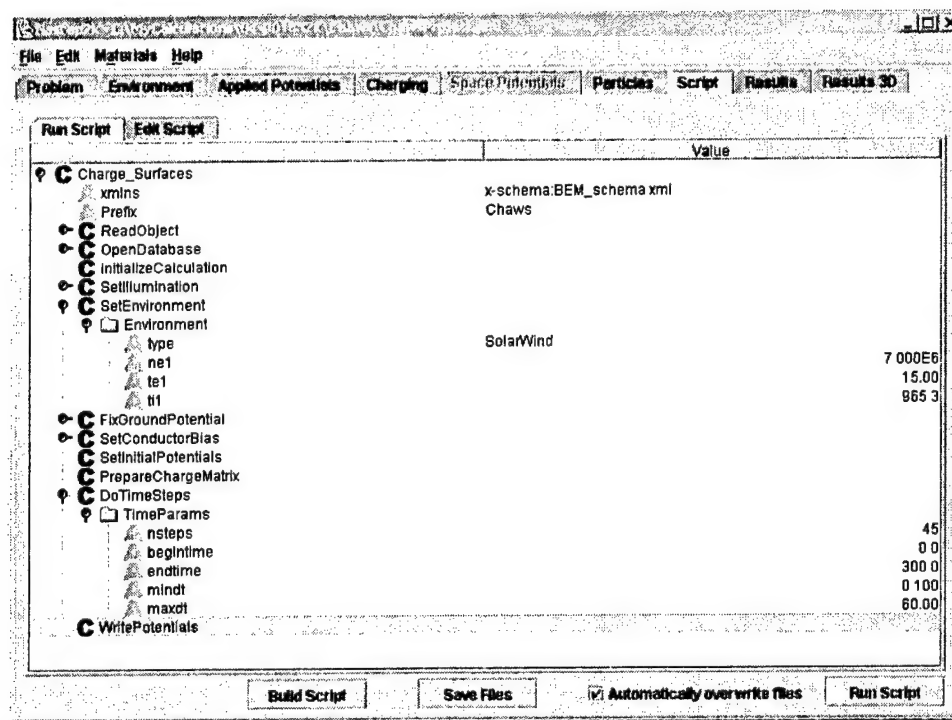 File Edit Materials Help
Problem Environment Applied Potentials Charging Space Potentials Particles Script Results Results 3D
Run Script Edit Script
Value
Charge_Surfaces
xmlns x-schema:BEM_schema xml
Prefix Chaws
ReadObject
OpenDatabase
InitializeCalculation
SetIllumination
SetEnvironment
Environment
type SolarWind
ne1 7 000E6
te1 15.00
ti1 965 3
FixGroundPotential
SetConductorBias
SetInitialPotentials
PrepareChargeMatrix
DoTimeSteps
TimeParams
nsteps 45
begintime 0 0
endtime 300 0
mindt 0 100
maxdt 60.00
WritePotentials
Build Script Save Files Automatically overwrite files Run Script